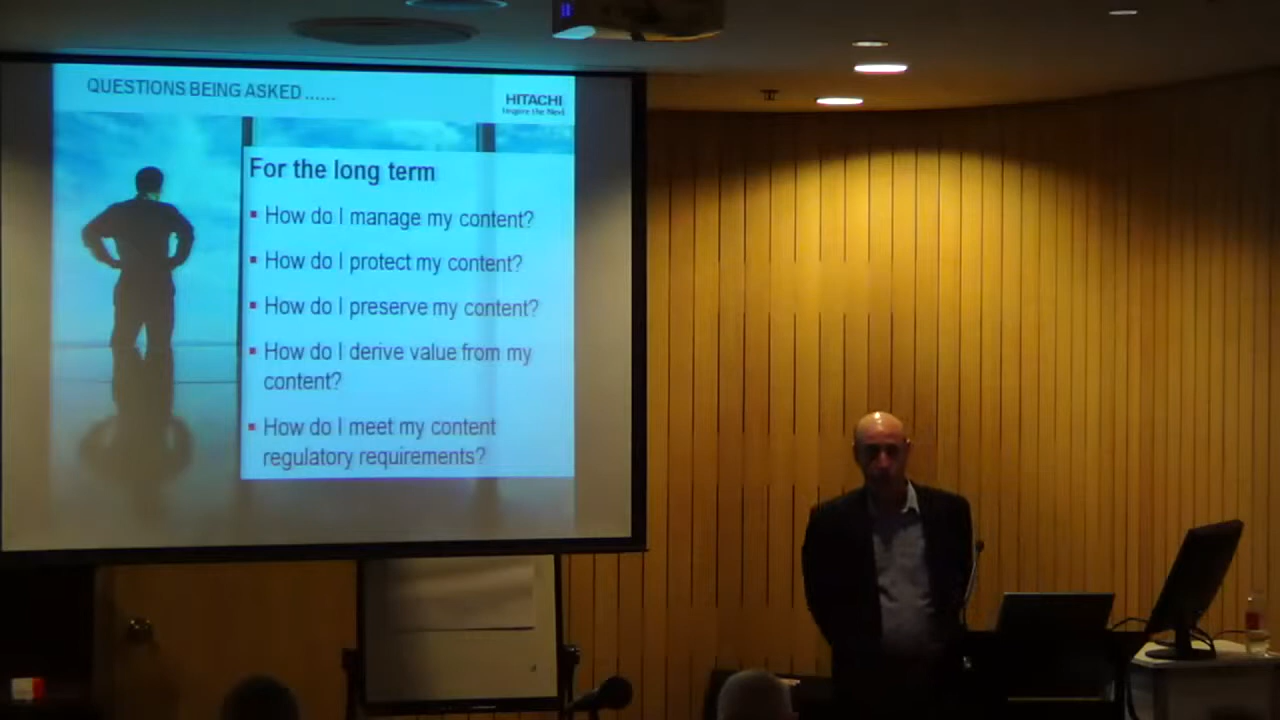 QUESTIONS BEING ASKED ......
HITACHI
Inspire the Next
For the long term
▪ How do I manage my content?
▪ How do I protect my content?
▪ How do I preserve my content?
▪ How do I derive value from my
content?
▪ How do I meet my content
regulatory requirements?